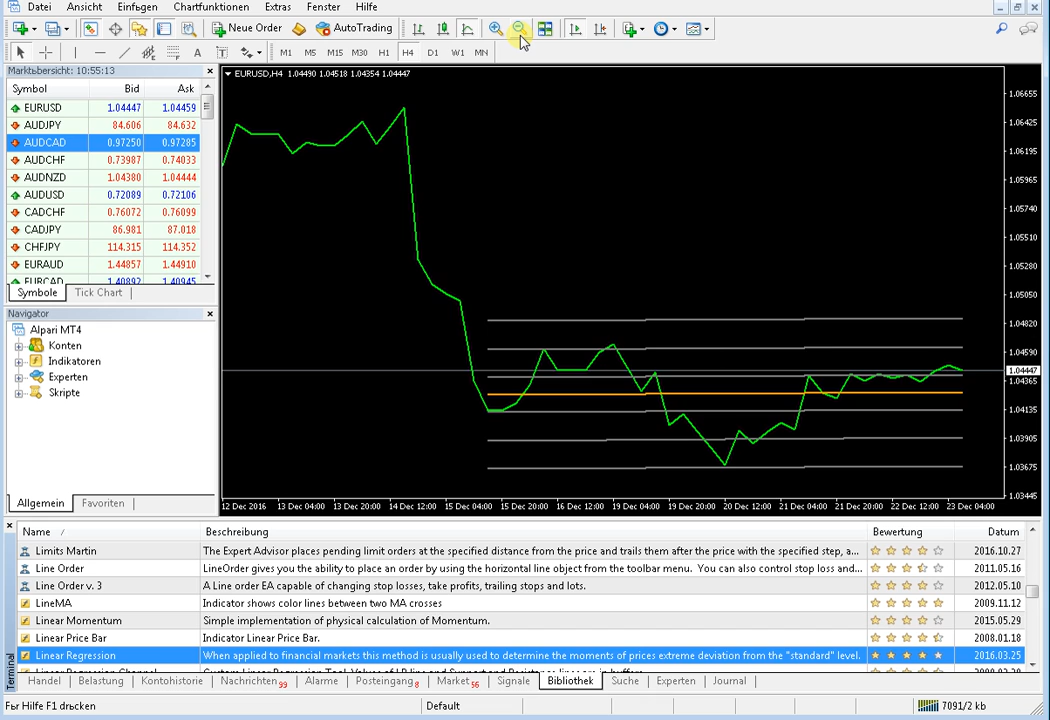 Datei Ansicht Einfьgen Chartfunktionen Extras Fenster Hilfe
Neue Order AutoTrading
A T M1 M5 M15 M30 H1 H4 D1 W1 MN
Marktьbersicht: 10:55:13
Symbol Bid Ask
EURUSD 1.04447 1.04459
AUDJPY 84.606 84.632
AUDCAD 0.97250 0.97285
AUDCHF 0.73987 0.74033
AUDNZD 1.04380 1.04444
AUDUSD 0.72089 0.72106
CADCHF 0.76072 0.76099
CADJPY 86.981 87.018
CHFJPY 114.315 114.352
EURAUD 1.44857 1.44910
EURCAD 1.40892 1.40945
Symbole Tick Chart
Navigator
Alpari MT4
Konten
Indikatoren
Experten
Skripte
Allgemein Favoriten
EURUSD,H4 1.04490 1.04518 1.04354 1.04447
1.06655
1.06425
1.06195
1.05965
1.05740
1.05510
1.05280
1.05050
1.04820
1.04590
1.04447
1.04365
1.04135
1.03905
1.03675
1.03445
12 Dec 2016 13 Dec 04:00 13 Dec 20:00 14 Dec 12:00 15 Dec 04:00 15 Dec 20:00 16 Dec 12:00 19 Dec 04:00 19 Dec 20:00 20 Dec 12:00 21 Dec 04:00 21 Dec 20:00 22 Dec 12:00 23 Dec 04:00
Name Beschreibung Bewertung Datum
Limits Martin The Expert Advisor places pending limit orders at the specified distance from the price and trails them after the price with the specified step, a... 2016.10.27
Line Order LineOrder gives you the ability to place an order by using the horizontal line object from the toolbar menu. You can also control stop loss and... 2011.05.16
Line Order v. 3 A Line order EA capable of changing stop losses, take profits, trailing stops and lots. 2012.05.10
LineMA Indicator shows color lines between two MA crosses 2009.11.12
Linear Momentum Simple implementation of physical calculation of Momentum. 2015.05.29
Linear Price Bar Indicator Linear Price Bar. 2008.01.18
Linear Regression When applied to financial markets this method is usually used to determine the moments of prices extreme deviation from the "standard" level. 2016.03.25
Handel Belastung Kontohistorie Nachrichten 99 Alarme Posteingang 8 Market 56 Signale Bibliothek Suche Experten Journal
Terminal
Fьr Hilfe F1 drьcken Default 7091/2 kb